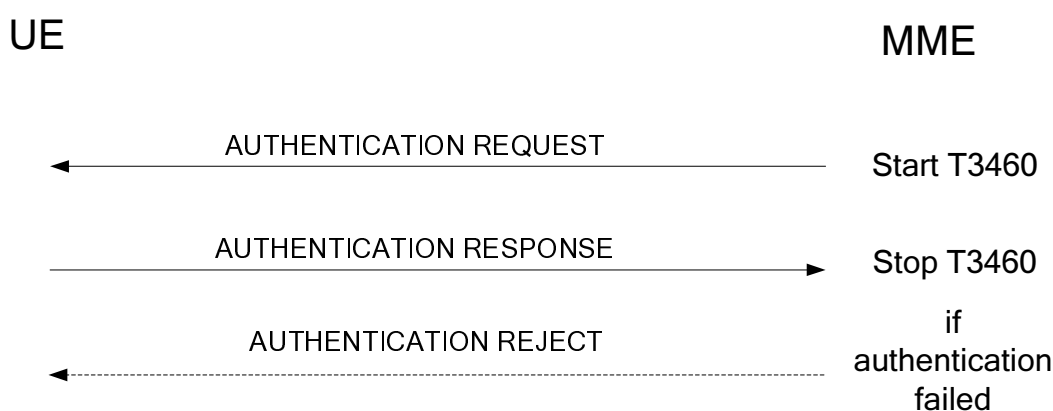 UE
MME
AUTHENTICATION REQUEST
Start T3460
AUTHENTICATION RESPONSE
Stop T3460
AUTHENTICATION REJECT
if
authentication
failed